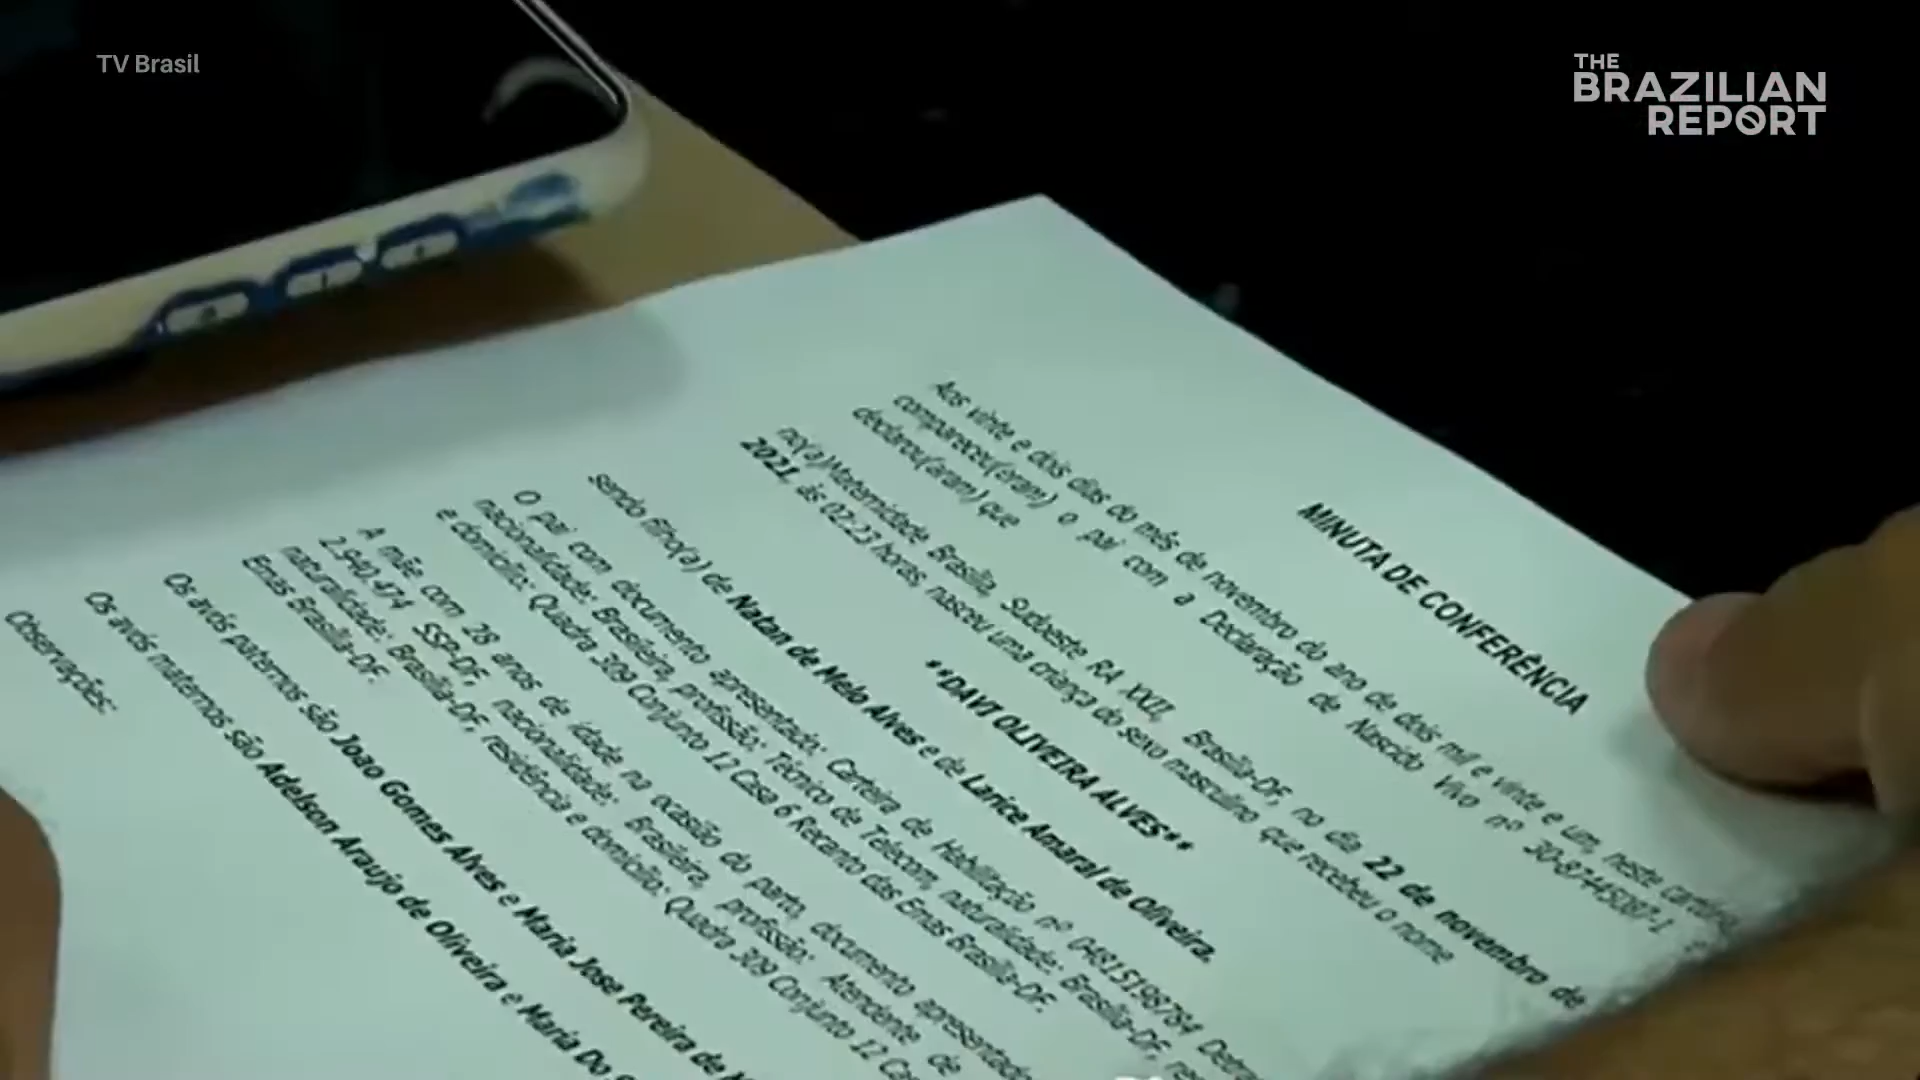 TV Brasil
THE
BRAZILIAN
REPORT
MINUTA DE CONFERÊNCIA
Aos vinte e dois dias do mês de novembro do ano de dois mil e vinte e um, neste cartório
compareceu(eram) o pai com a Declaração de Nascido Vivo nº
declarou(aram) que
no(a)Maternidade Brasília, Sudoeste RA XXII, Brasília-DF, no dia 22 de novembro de
2021, às 02:23 horas, nasceu uma criança do sexo masculino que recebeu o nome
**DAVI OLIVEIRA ALVES**
sendo filho(a) de Natan de Melo Alves e de Larice Amaral de Oliveira.
O pai com documento apresentado: Carteira de Habilitação nº 04815198784 Detran
nacionalidade: Brasileira, profissão: Técnico de Telecom, naturalidade: Brasília-DF,
e domicílio: Quadra 309 Conjunto 12 Casa 6 Recanto das Emas Brasília-DF.
A mãe com 28 anos de idade na ocasião do parto, documento apresentado
2.940.474 SSP-DF, nacionalidade: Brasileira, profissão: Atendente de
naturalidade: Brasília-DF, residência e domicílio: Quadra 309 Conjunto 12
Emas Brasília-DF.
Os avós paternos são Joao Gomes Alves e Maria Jose Pereira de
Os avós maternos são Adelson Araujo de Oliveira e Maria Do
Observações: